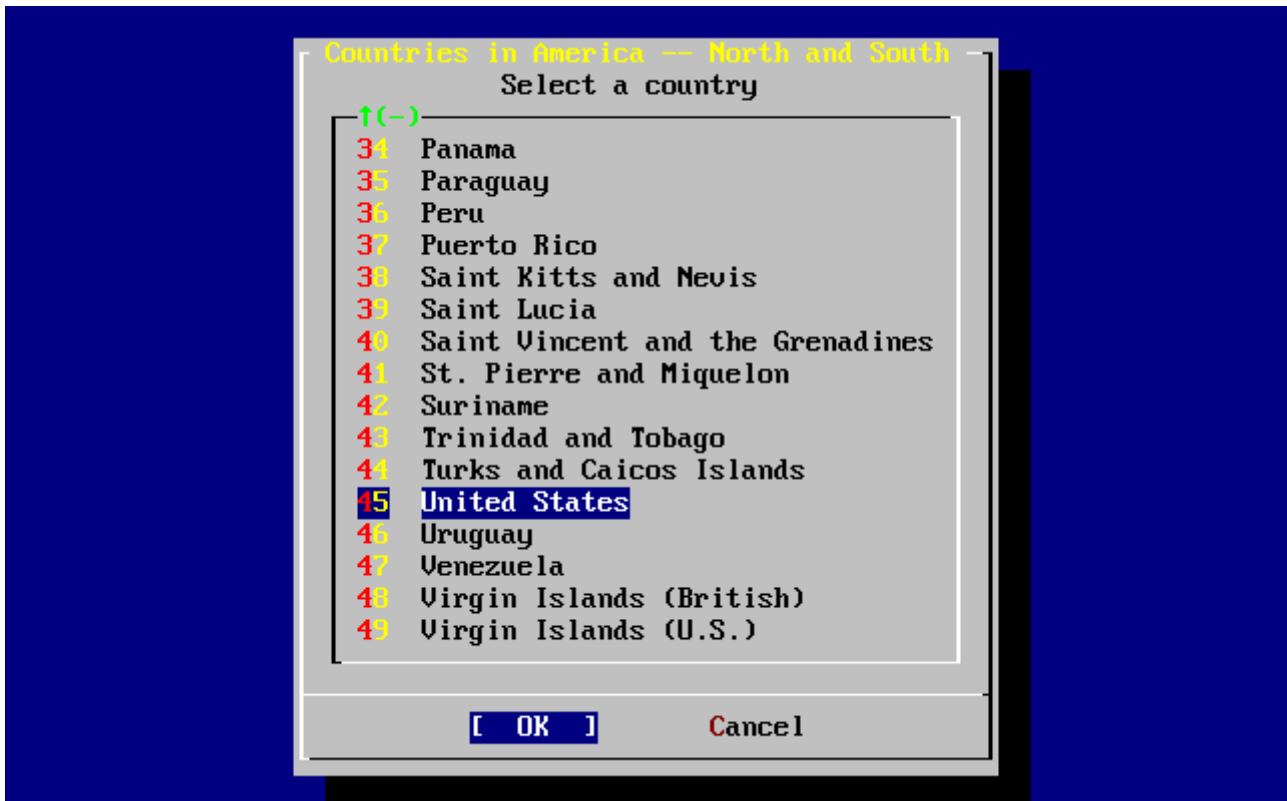 Countries in America -- North and South
Select a country
↑(-)
34 Panama
35 Paraguay
36 Peru
37 Puerto Rico
38 Saint Kitts and Nevis
39 Saint Lucia
40 Saint Vincent and the Grenadines
41 St. Pierre and Miquelon
42 Suriname
43 Trinidad and Tobago
44 Turks and Caicos Islands
45 United States
46 Uruguay
47 Venezuela
48 Virgin Islands (British)
49 Virgin Islands (U.S.)
[ OK ] Cancel